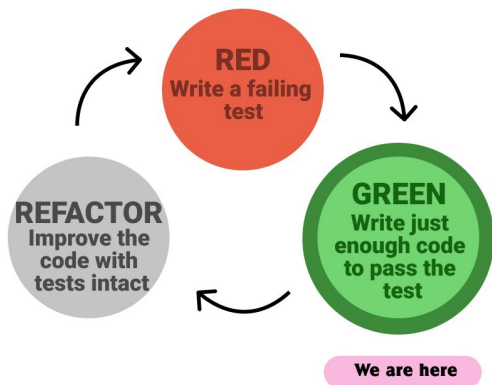 RED
Write a failing
test
GREEN
Write just
enough code
to pass the
test
REFACTOR
Improve the
code with
tests intact
We are here